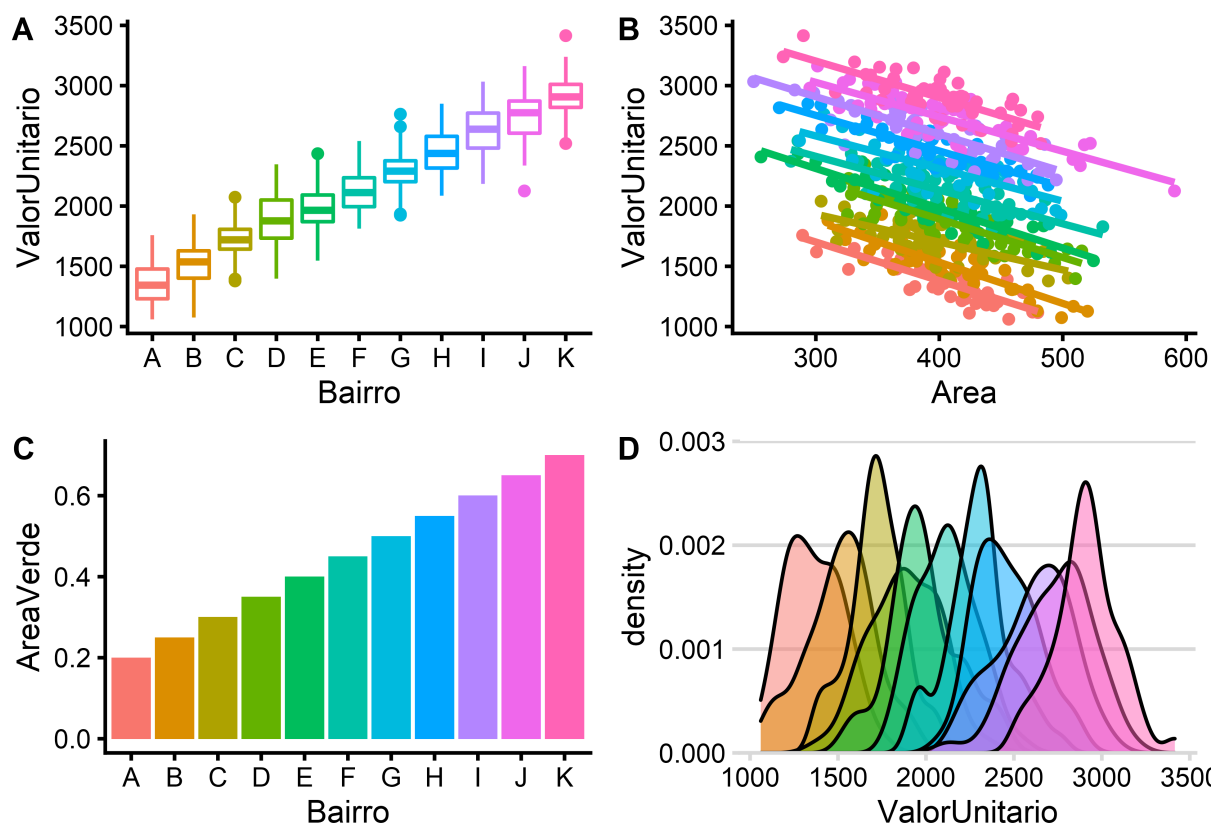 A
ValorUnitario
3500
3000
2500
2000
1500
1000
A B C D E F G H I J K
Bairro
B
ValorUnitario
3500
3000
2500
2000
1500
1000
300 400 500 600
Area
C
AreaVerde
0.6
0.4
0.2
0.0
A B C D E F G H I J K
Bairro
D
density
0.003
0.002
0.001
0.000
1000 1500 2000 2500 3000 3500
ValorUnitario